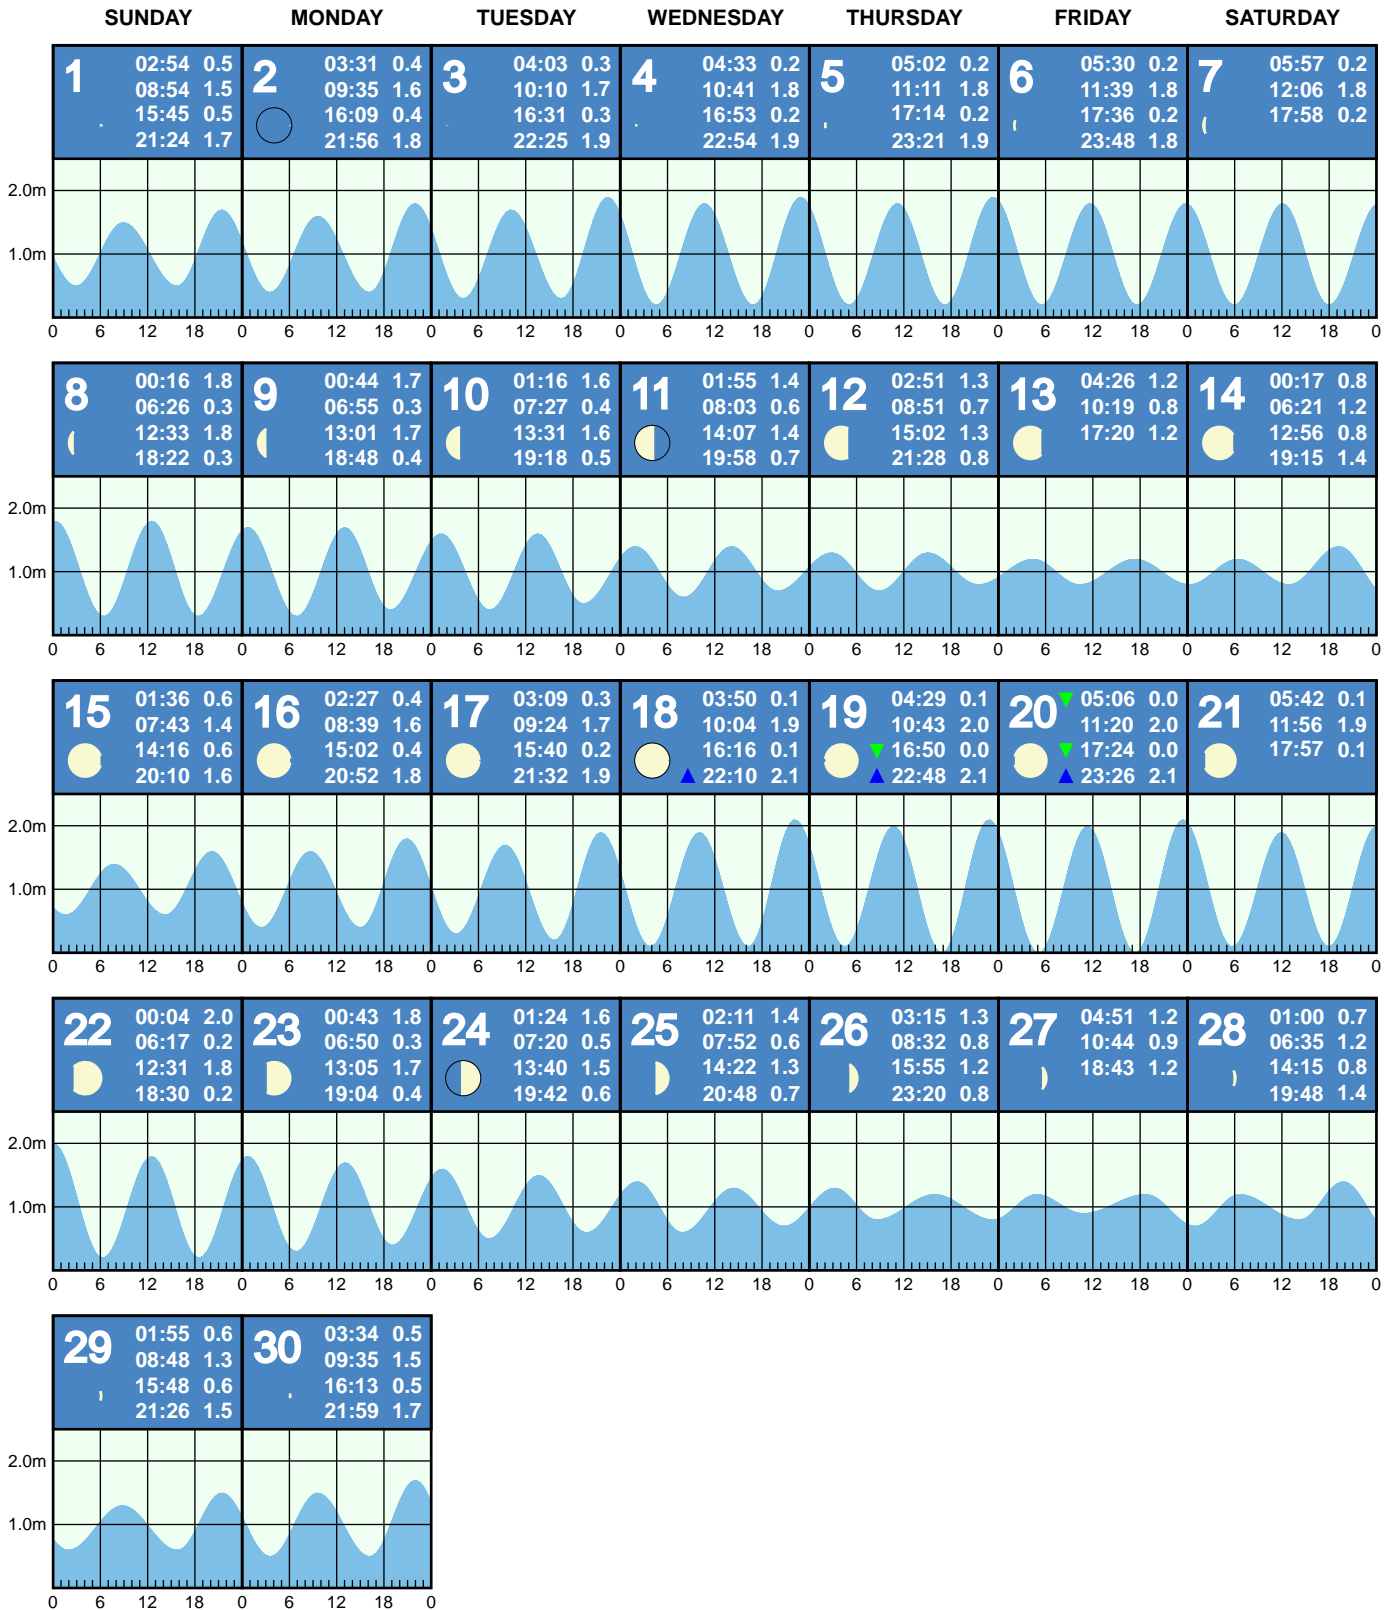 SUNDAY MONDAY TUESDAY WEDNESDAY THURSDAY FRIDAY SATURDAY
1 02:54 0.5
08:54 1.5
15:45 0.5
21:24 1.7
2 03:31 0.4
09:35 1.6
16:09 0.4
21:56 1.8
3 04:03 0.3
10:10 1.7
16:31 0.3
22:25 1.9
4 04:33 0.2
10:41 1.8
16:53 0.2
22:54 1.9
5 05:02 0.2
11:11 1.8
17:14 0.2
23:21 1.9
6 05:30 0.2
11:39 1.8
17:36 0.2
23:48 1.8
7 05:57 0.2
12:06 1.8
17:58 0.2
2.0m
1.0m
0 6 12 18 0 6 12 18 0 6 12 18 0 6 12 18 0 6 12 18 0 6 12 18 0 6 12 18 0
8 00:16 1.8
06:26 0.3
12:33 1.8
18:22 0.3
9 00:44 1.7
06:55 0.3
13:01 1.7
18:48 0.4
10 01:16 1.6
07:27 0.4
13:31 1.6
19:18 0.5
11 01:55 1.4
08:03 0.6
14:07 1.4
19:58 0.7
12 02:51 1.3
08:51 0.7
15:02 1.3
21:28 0.8
13 04:26 1.2
10:19 0.8
17:20 1.2
14 00:17 0.8
06:21 1.2
12:56 0.8
19:15 1.4
2.0m
1.0m
0 6 12 18 0 6 12 18 0 6 12 18 0 6 12 18 0 6 12 18 0 6 12 18 0 6 12 18 0
15 01:36 0.6
07:43 1.4
14:16 0.6
20:10 1.6
16 02:27 0.4
08:39 1.6
15:02 0.4
20:52 1.8
17 03:09 0.3
09:24 1.7
15:40 0.2
21:32 1.9
18 03:50 0.1
10:04 1.9
16:16 0.1
22:10 2.1
19 04:29 0.1
10:43 2.0
16:50 0.0
22:48 2.1
20 05:06 0.0
11:20 2.0
17:24 0.0
23:26 2.1
21 05:42 0.1
11:56 1.9
17:57 0.1
2.0m
1.0m
0 6 12 18 0 6 12 18 0 6 12 18 0 6 12 18 0 6 12 18 0 6 12 18 0 6 12 18 0
22 00:04 2.0
06:17 0.2
12:31 1.8
18:30 0.2
23 00:43 1.8
06:50 0.3
13:05 1.7
19:04 0.4
24 01:24 1.6
07:20 0.5
13:40 1.5
19:42 0.6
25 02:11 1.4
07:52 0.6
14:22 1.3
20:48 0.7
26 03:15 1.3
08:32 0.8
15:55 1.2
23:20 0.8
27 04:51 1.2
10:44 0.9
18:43 1.2
28 01:00 0.7
06:35 1.2
14:15 0.8
19:48 1.4
2.0m
1.0m
0 6 12 18 0 6 12 18 0 6 12 18 0 6 12 18 0 6 12 18 0 6 12 18 0 6 12 18 0
29 01:55 0.6
08:48 1.3
15:48 0.6
21:26 1.5
30 03:34 0.5
09:35 1.5
16:13 0.5
21:59 1.7
2.0m
1.0m
0 6 12 18 0 6 12 18 0